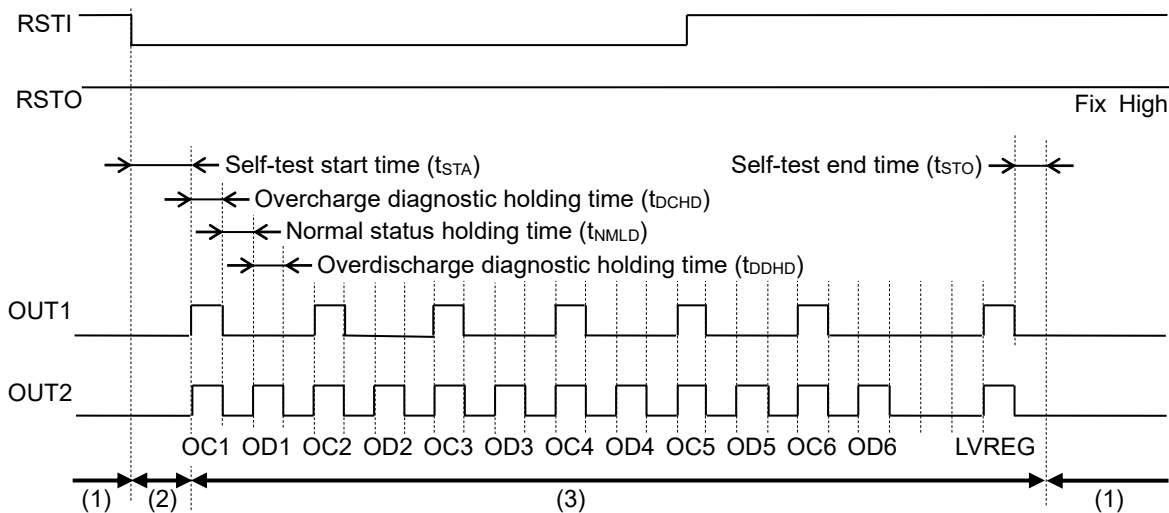 RSTI
RSTO
Fix High
Self-test start time (tSTA)
Self-test end time (tSTO)
Overcharge diagnostic holding time (tDCHD)
Normal status holding time (tNMLD)
Overdischarge diagnostic holding time (tDDHD)
OUT1
OUT2
OC1 OD1 OC2 OD2 OC3 OD3 OC4 OD4 OC5 OD5 OC6 OD6 LVREG
(1) (2) (3) (1)